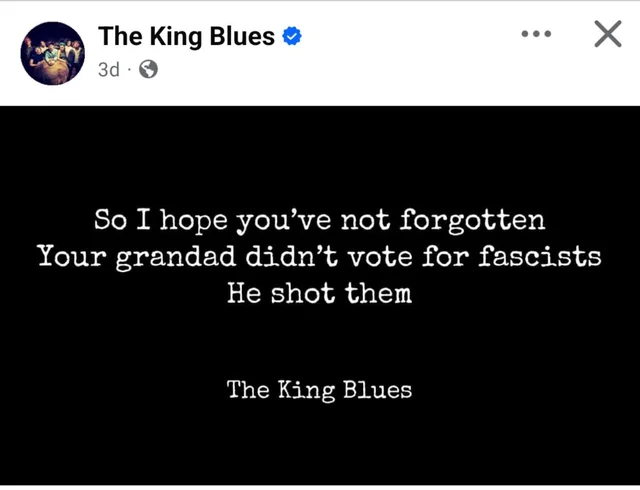 The King Blues
3d ·
So I hope you’ve not forgotten
Your grandad didn’t vote for fascists
He shot them
The King Blues